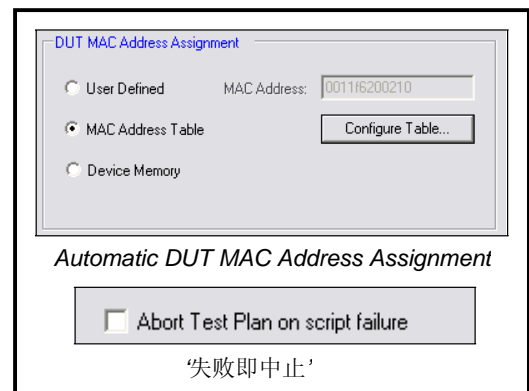 DUT MAC Address Assignment
User Defined MAC Address: 0011f6200210
MAC Address Table Configure Table...
Device Memory
Automatic DUT MAC Address Assignment
Abort Test Plan on script failure
‘失败即中止’